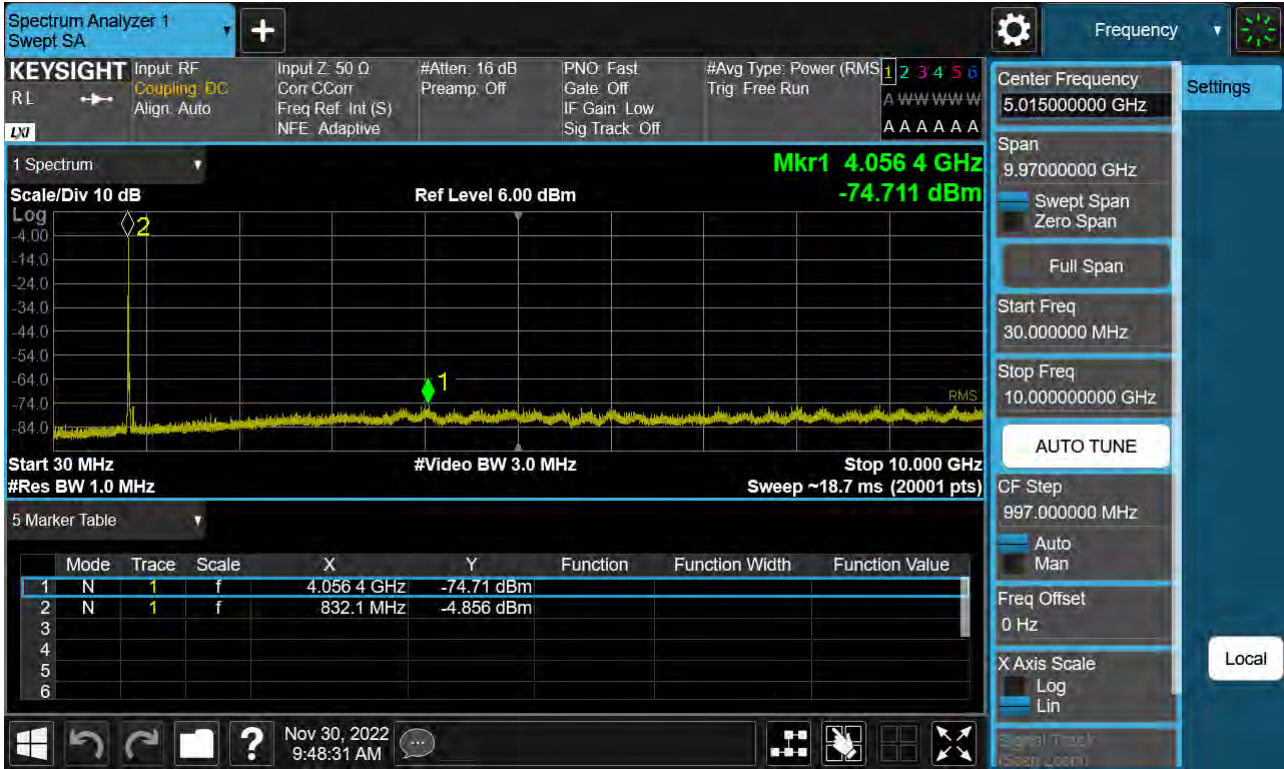 Spectrum Analyzer 1
Swept SA
+
Frequency
KEYSIGHT
R L
LXI
Input: RF
Coupling: DC
Align: Auto
Input Z: 50 Ω
Corr CCorr
Freq Ref: Int (S)
NFE: Adaptive
#Atten: 16 dB
Preamp: Off
PNO: Fast
Gate: Off
IF Gain: Low
Sig Track: Off
#Avg Type: Power (RMS
Trig: Free Run
1 2 3 4 5 6
A W W W W W
A A A A A A
1 Spectrum
Mkr1 4.056 4 GHz
Scale/Div 10 dB
Ref Level 6.00 dBm
-74.711 dBm
Log
2
-4.00
-14.0
-24.0
-34.0
-44.0
-54.0
-64.0
1
-74.0
RMS
-84.0
Start 30 MHz
#Video BW 3.0 MHz
Stop 10.000 GHz
#Res BW 1.0 MHz
Sweep ~18.7 ms (20001 pts)
5 Marker Table
Mode Trace Scale X Y Function Function Width Function Value
1 N 1 f 4.056 4 GHz -74.71 dBm
2 N 1 f 832.1 MHz -4.856 dBm
3
4
5
6
Center Frequency
5.015000000 GHz
Settings
Span
9.97000000 GHz
Swept Span
Zero Span
Full Span
Start Freq
30.000000 MHz
Stop Freq
10.000000000 GHz
AUTO TUNE
CF Step
997.000000 MHz
Auto
Man
Freq Offset
0 Hz
X Axis Scale
Log
Lin
Signal Track
(Span Zoom)
Local
?
Nov 30, 2022
9:48:31 AM